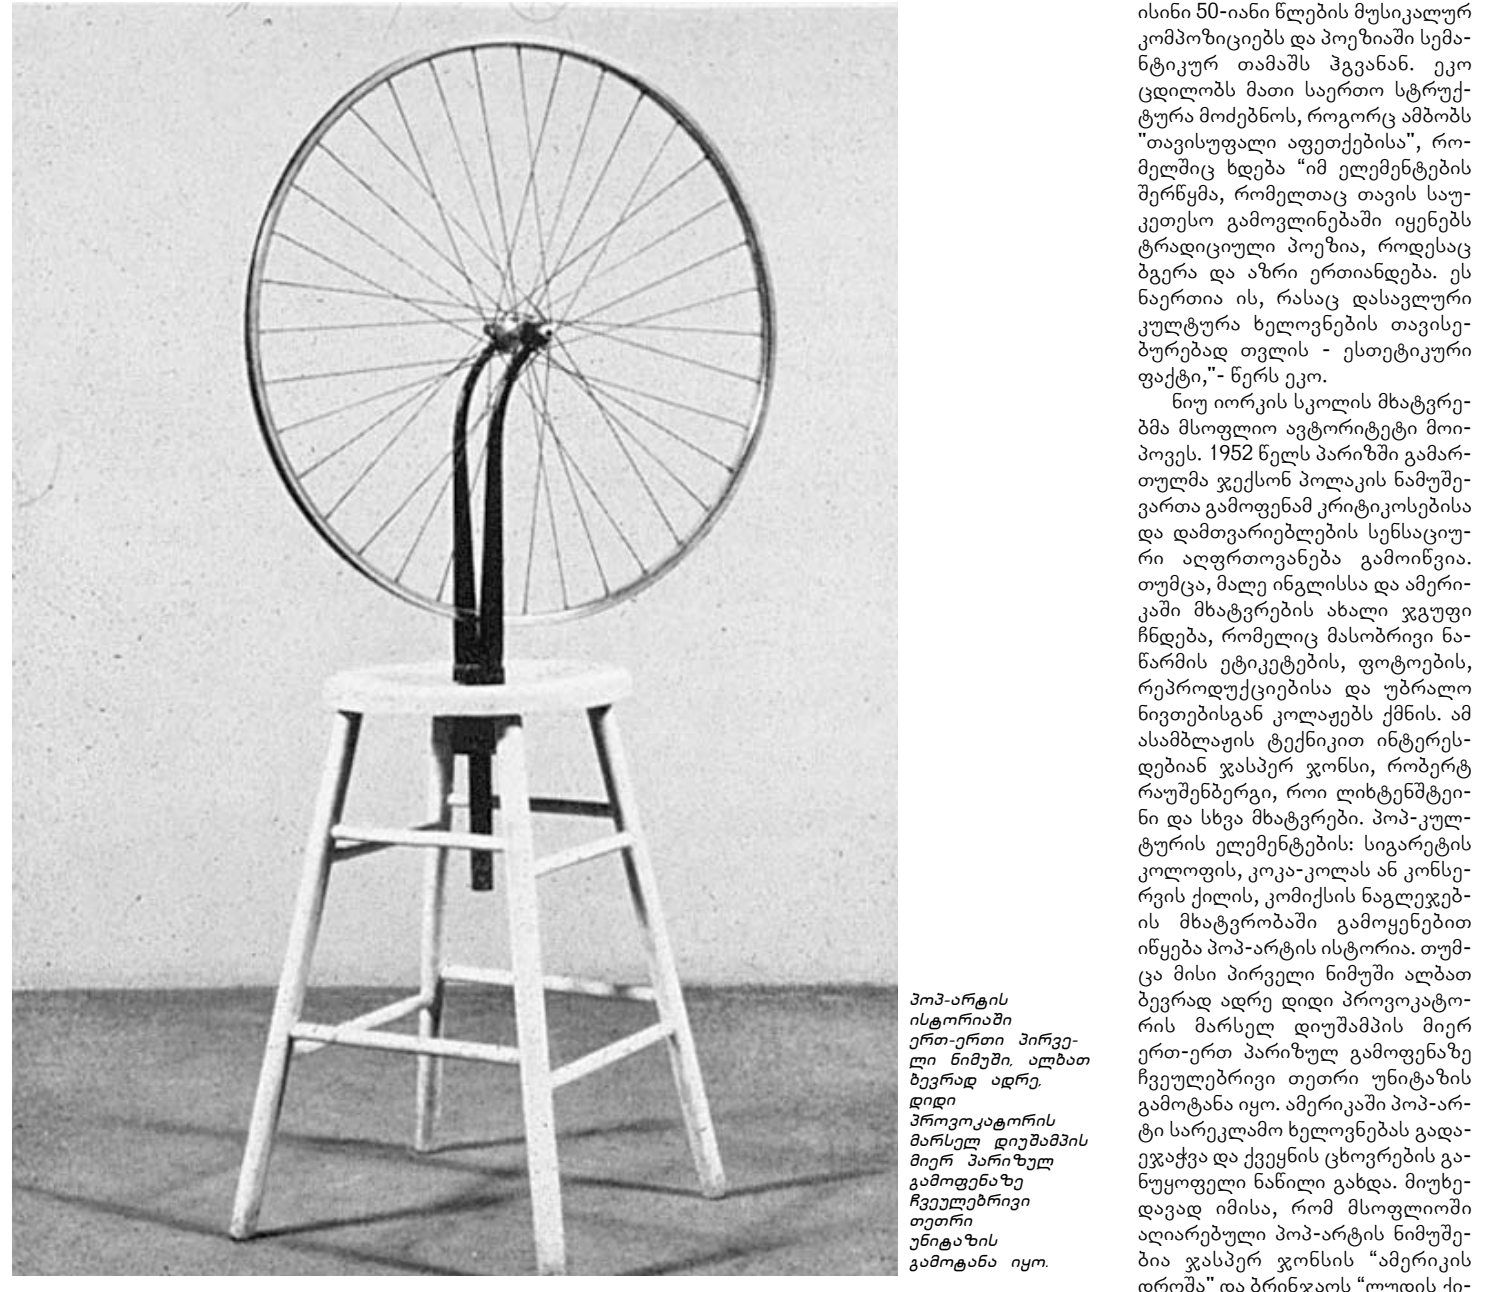 პოპ-არტის
ისტორიაში
ერთ-ერთი პირვე-
ლი ნიმუში, ალბათ
ბევრად ადრე,
დიდი
პროვოკატორის
მარსელ დიუშამპის
მიერ პარიზულ
გამოფენაზე
ჩვეულებრივი
თეთრი
უნიტაზის
გამოტანა იყო.
ისინი 50-იანი წლების მუსიკალურ
კომპოზიციებს და პოეზიაში სემა-
ნტიკურ თამაშს ჰგვანან. ეკო
ცდილობს მათი საერთო სტრუქ-
ტურა მოძებნოს, როგორც ამბობს
"თავისუფალი აფეთქებისა", რო-
მელშიც ხდება “იმ ელემენტების
შერწყმა, რომელთაც თავის საუ-
კეთესო გამოვლინებაში იყენებს
ტრადიციული პოეზია, როდესაც
ბგერა და აზრი ერთიანდება. ეს
ნაერთია ის, რასაც დასავლური
კულტურა ხელოვნების თავისე-
ბურებად თვლის - ესთეტიკური
ფაქტი,"- წერს ეკო.
ნიუ იორკის სკოლის მხატვრე-
ბმა მსოფლიო ავტორიტეტი მოი-
პოვეს. 1952 წელს პარიზში გამარ-
თულმა ჯექსონ პოლაკის ნამუშე-
ვართა გამოფენამ კრიტიკოსებისა
და დამთვარიებლების სენსაციუ-
რი აღფრთოვანება გამოიწვია.
თუმცა, მალე ინგლისსა და ამერი-
კაში მხატვრების ახალი ჯგუფი
ჩნდება, რომელიც მასობრივი ნა-
წარმის ეტიკეტების, ფოტოების,
რეპროდუქციებისა და უბრალო
ნივთებისგან კოლაჟებს ქმნის. ამ
ასამბლაჟის ტექნიკით ინტერეს-
დებიან ჯასპერ ჯონსი, რობერტ
რაუშენბერგი, როი ლიხტენშტეი-
ნი და სხვა მხატვრები. პოპ-კულ-
ტურის ელემენტების: სიგარეტის
კოლოფის, კოკა-კოლას ან კონსე-
რვის ქილის, კომიქსის ნაგლეჯებ-
ის მხატვრობაში გამოყენებით
იწყება პოპ-არტის ისტორია. თუმ-
ცა მისი პირველი ნიმუში ალბათ
ბევრად ადრე დიდი პროვოკატო-
რის მარსელ დიუშამპის მიერ
ერთ-ერთ პარიზულ გამოფენაზე
ჩვეულებრივი თეთრი უნიტაზის
გამოტანა იყო. ამერიკაში პოპ-არ-
ტი სარეკლამო ხელოვნებას გადა-
ეჯაჭვა და ქვეყნის ცხოვრების გა-
ნუყოფელი ნაწილი გახდა. მიუხე-
დავად იმისა, რომ მსოფლიოში
აღიარებული პოპ-არტის ნიმუშე-
ბია ჯასპერ ჯონსის “ამერიკის
დროშა" და ბრინჯაოს “ლუდის ქი-